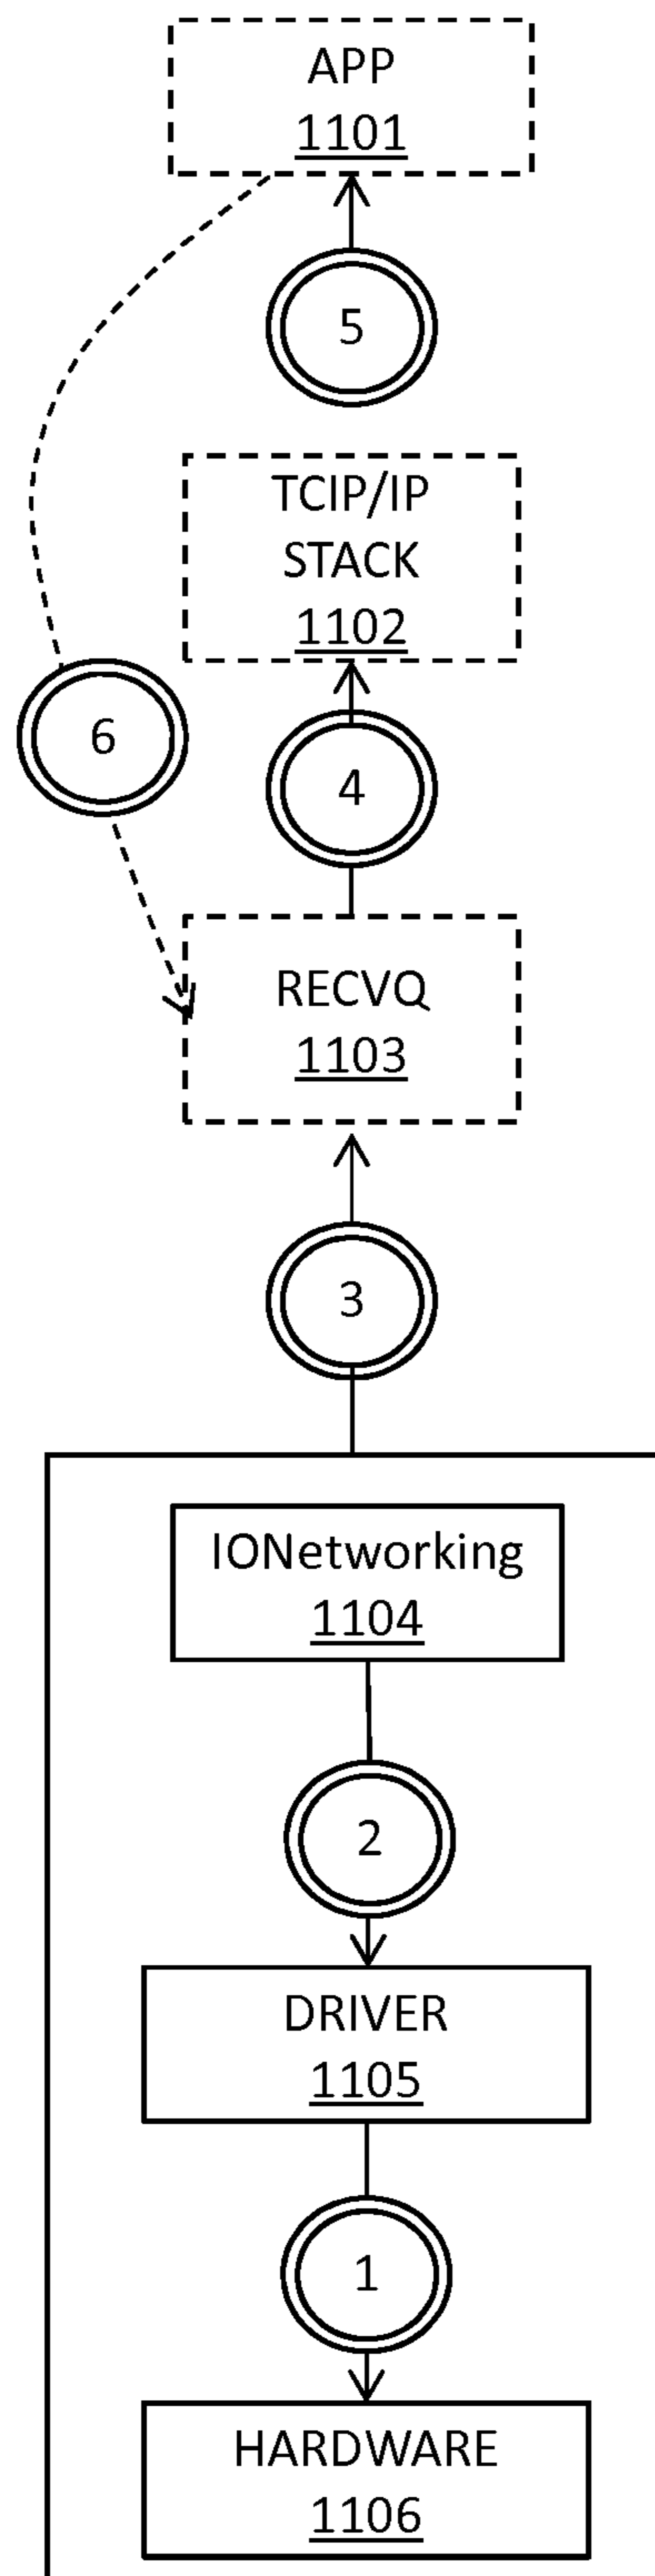 APP
1101
5
TCIP/IP
STACK
1102
6
4
RECVQ
1103
3
IONetworking
1104
2
DRIVER
1105
1
HARDWARE
1106